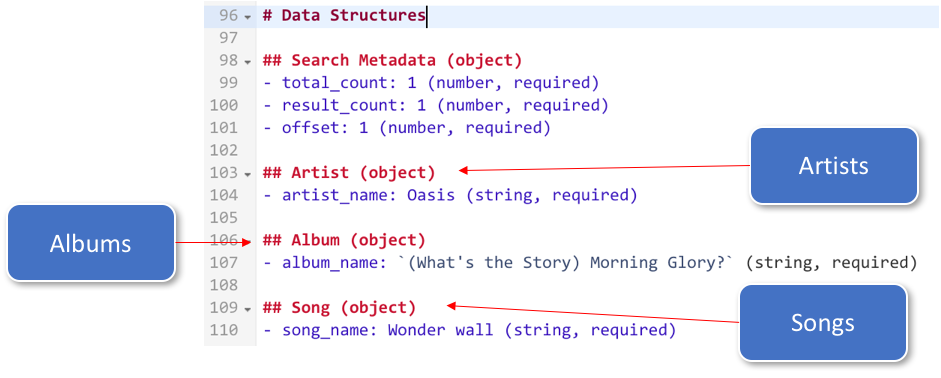 96 # Data Structures
97
98 ## Search Metadata (object)
99 - total_count: 1 (number, required)
100 - result_count: 1 (number, required)
101 - offset: 1 (number, required)
102
103 ## Artist (object)
Artists
104 - artist_name: Oasis (string, required)
105
106 ## Album (object)
Albums
107 - album_name: `(What's the Story) Morning Glory?` (string, required)
108
109 ## Song (object)
Songs
110 - song_name: Wonder wall (string, required)